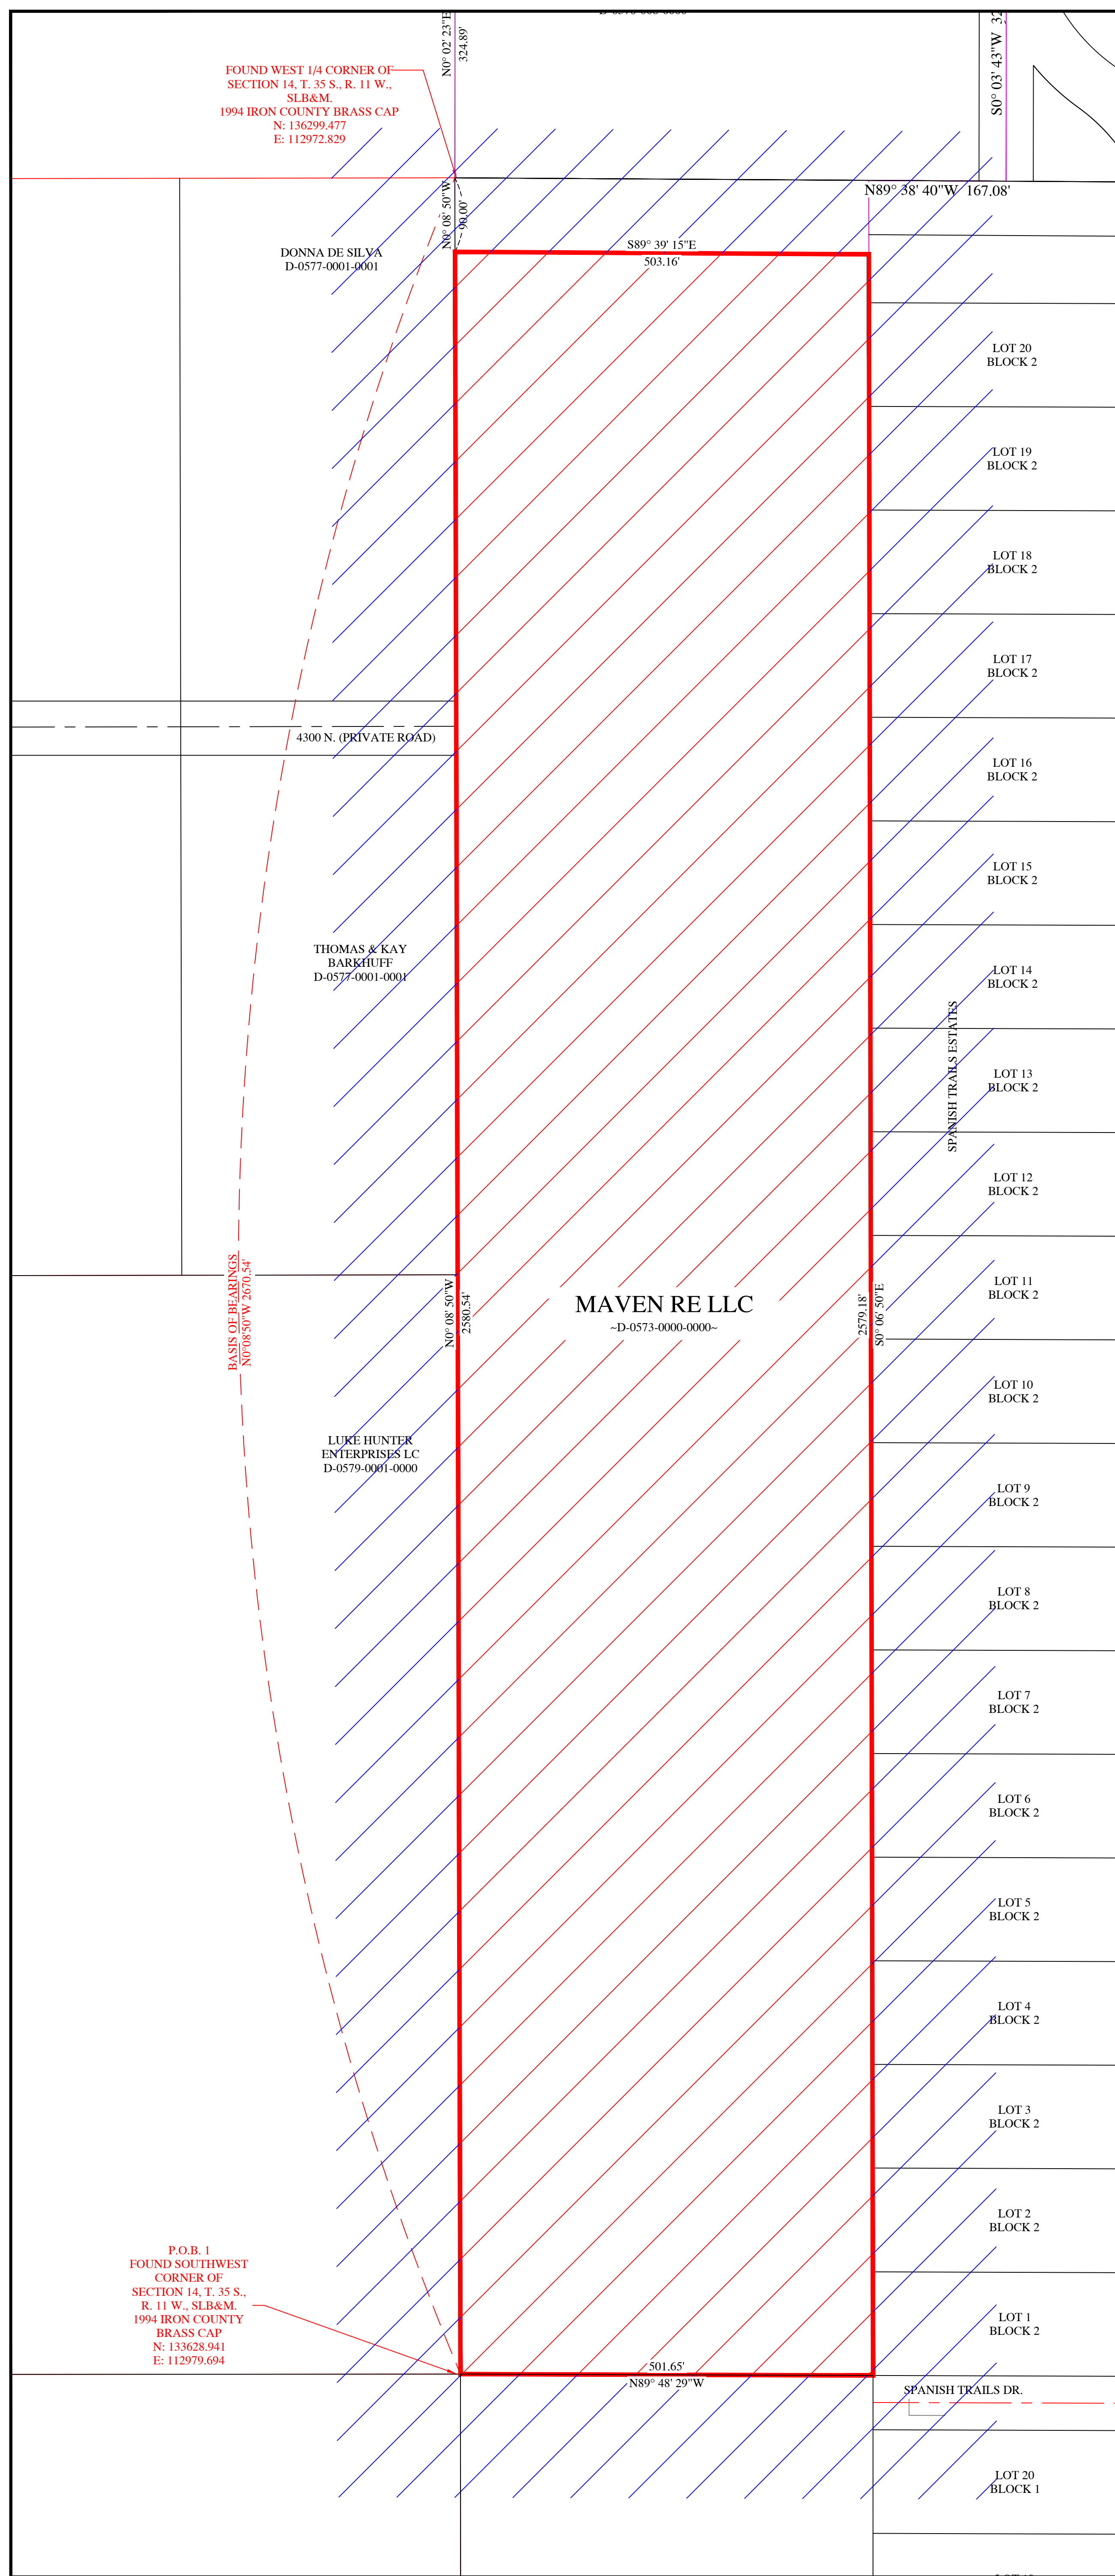 N0° 02' 23"E
324.89'
S0° 03' 43"W 32
FOUND WEST 1/4 CORNER OF
SECTION 14, T. 35 S., R. 11 W.,
SLB&M.
1994 IRON COUNTY BRASS CAP
N: 136299.477
E: 112972.829
N89° 38' 40"W 167.08'
N0° 08' 50"W
90.00'
DONNA DE SILVA
D-0577-0001-0001
S89° 39' 15"E
503.16'
LOT 20
BLOCK 2
LOT 19
BLOCK 2
LOT 18
BLOCK 2
LOT 17
BLOCK 2
4300 N. (PRIVATE ROAD)
LOT 16
BLOCK 2
LOT 15
BLOCK 2
THOMAS & KAY
BARKHUFF
D-0577-0001-0001
LOT 14
BLOCK 2
SPANISH TRAILS ESTATES
LOT 13
BLOCK 2
LOT 12
BLOCK 2
BASIS OF BEARINGS
N0°08'50"W 2670.54'
N0° 08' 50"W
2580.54'
MAVEN RE LLC
~D-0573-0000-0000~
2579.18'
S0° 06' 50"E
LOT 11
BLOCK 2
LOT 10
BLOCK 2
LUKE HUNTER
ENTERPRISES LC
D-0579-0001-0000
LOT 9
BLOCK 2
LOT 8
BLOCK 2
LOT 7
BLOCK 2
LOT 6
BLOCK 2
LOT 5
BLOCK 2
LOT 4
BLOCK 2
LOT 3
BLOCK 2
LOT 2
BLOCK 2
P.O.B. 1
FOUND SOUTHWEST
CORNER OF
SECTION 14, T. 35 S.,
R. 11 W., SLB&M.
1994 IRON COUNTY
BRASS CAP
N: 133628.941
E: 112979.694
LOT 1
BLOCK 2
501.65'
N89° 48' 29"W
SPANISH TRAILS DR.
LOT 20
BLOCK 1